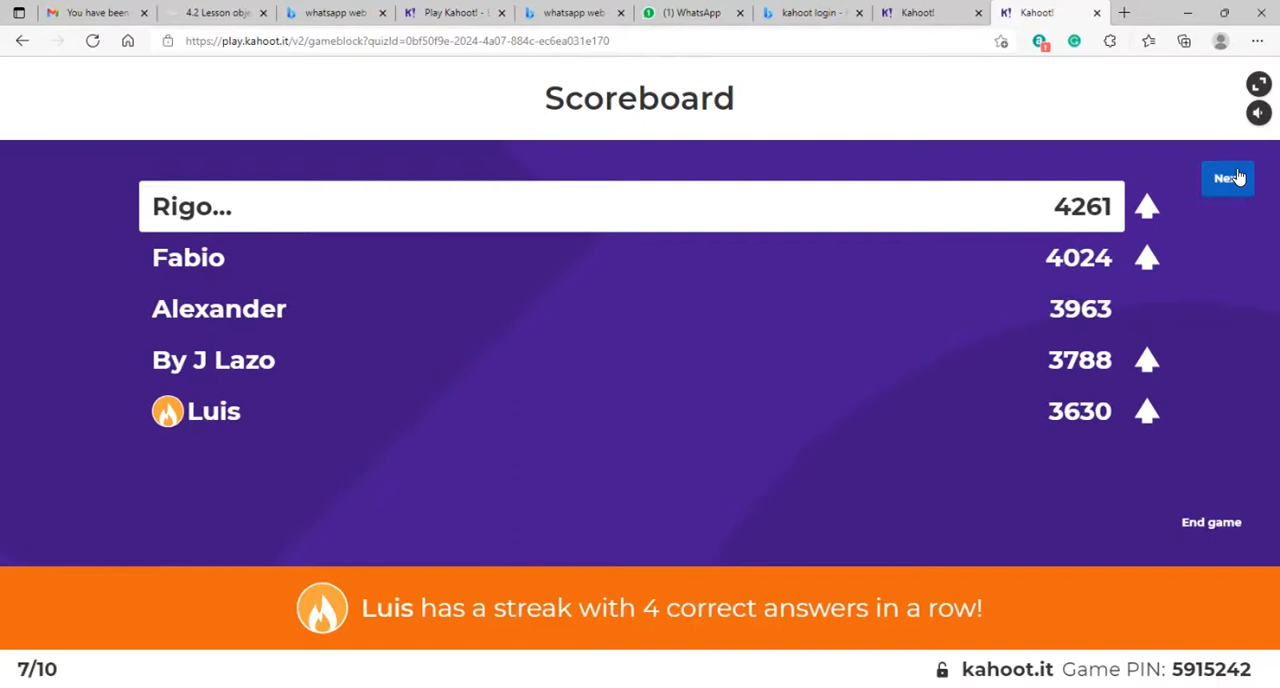 You have been
4.2 Lesson obje
whatsapp web
Play Kahoot! - E
whatsapp web
(1) WhatsApp
kahoot login -
Kahoot!
Kahoot!
https://play.kahoot.it/v2/gameblock?quizId=0bf50f9e-2024-4a07-884c-ec6ea031e170
Scoreboard
Rigo... 4261
Fabio 4024
Alexander 3963
By J Lazo 3788
Luis 3630
End game
Luis has a streak with 4 correct answers in a row!
7/10
kahoot.it Game PIN: 5915242